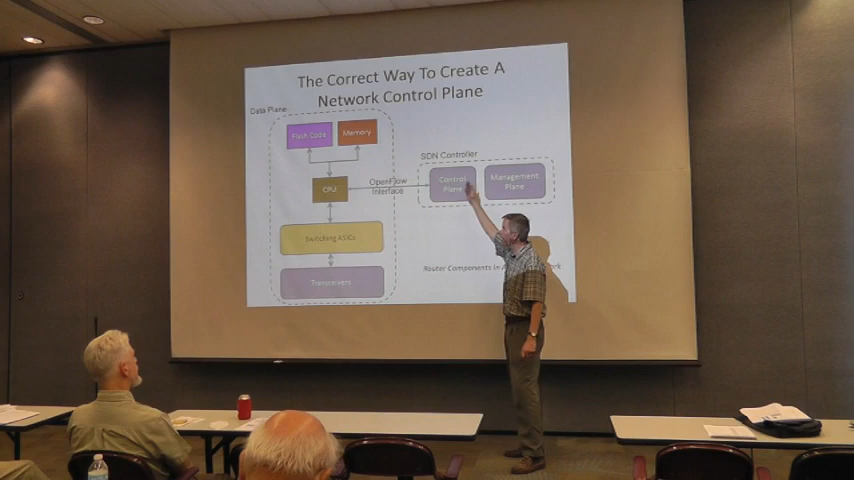 The Correct Way To Create A
Network Control Plane
Data Plane
Flash Code
Memory
SDN Controller
Control
Plane
Management
Plane
CPU
OpenFlow
Interface
Switching ASICs
Transceivers
Router Components In